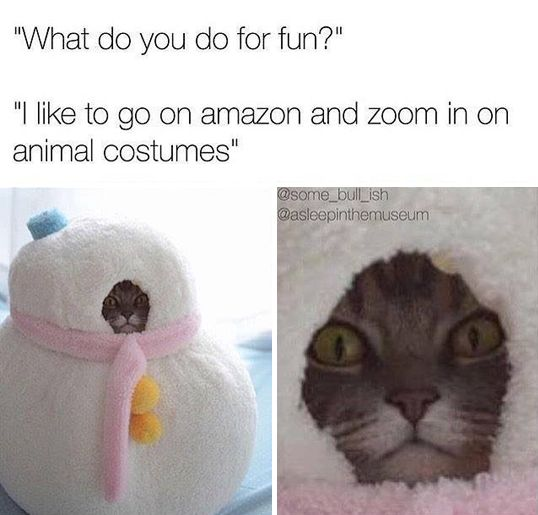 "What do you do for fun?"
"I like to go on amazon and zoom in on
animal costumes"
@some_bull_ish
@asleepinthemuseum